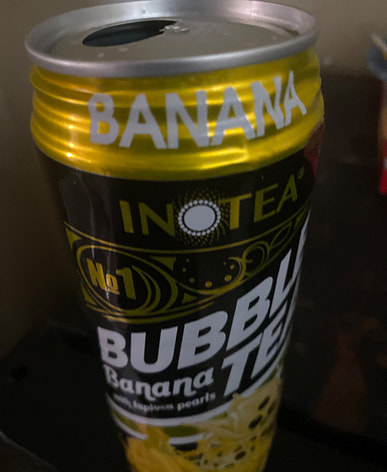 BANANA
INOTEA®
No1
BUBBLE
Banana TEA
with tapioca pearls